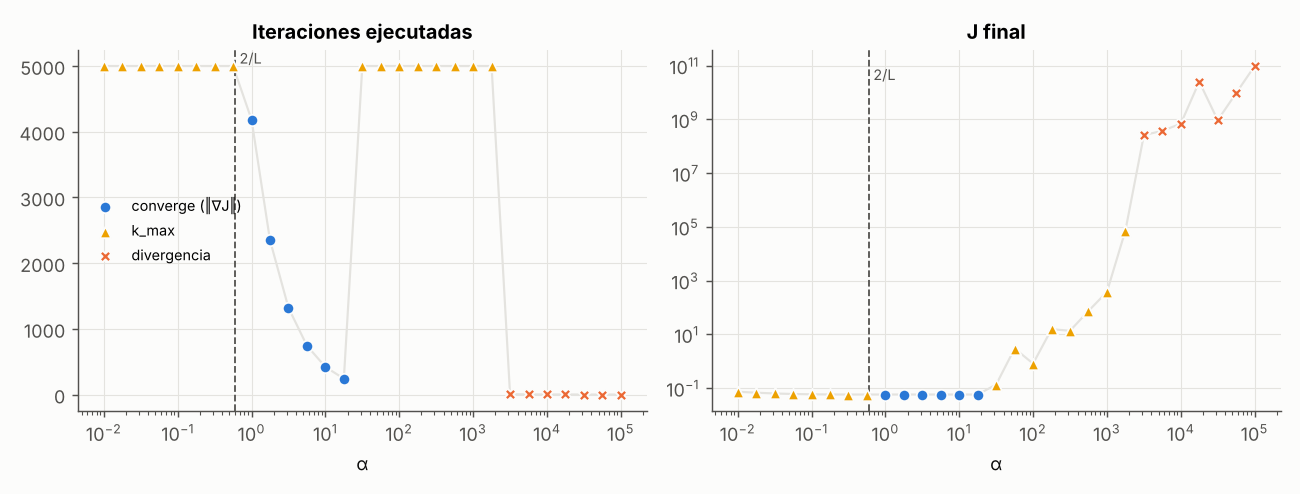 Iteraciones ejecutadas
5000
4000
3000
2000
1000
0
2/L
converge (‖∇J‖)
k_max
divergencia
10⁻² 10⁻¹ 10⁰ 10¹ 10² 10³ 10⁴ 10⁵
α
J final
10¹¹
10⁹
10⁷
10⁵
10³
10¹
10⁻¹
2/L
10⁻² 10⁻¹ 10⁰ 10¹ 10² 10³ 10⁴ 10⁵
α